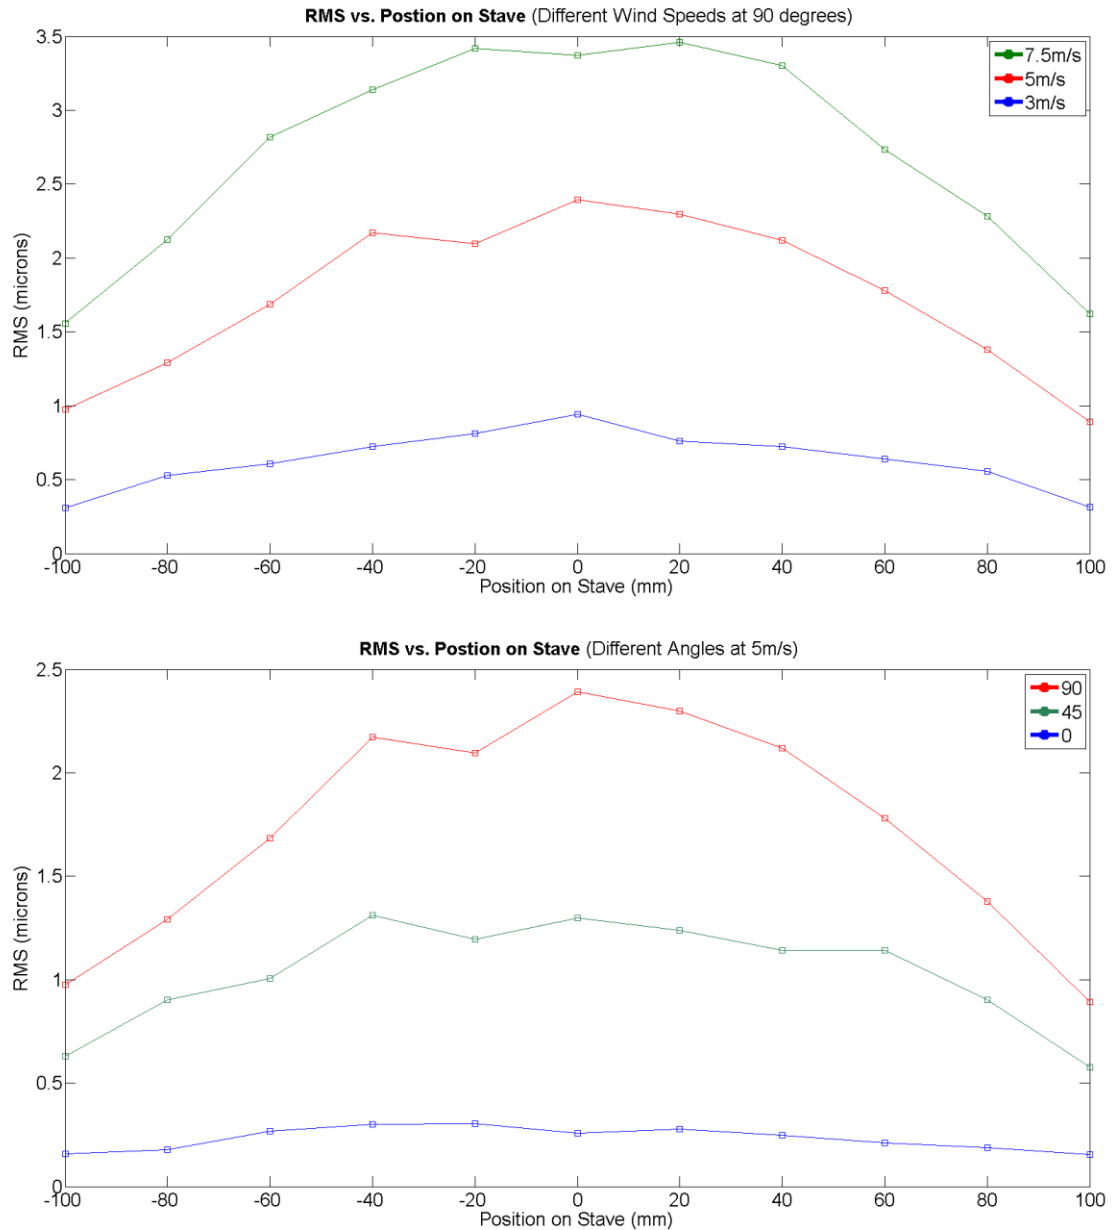 RMS vs. Postion on Stave (Different Wind Speeds at 90 degrees)
3.5
3
2.5
2
1.5
1
0.5
0
RMS (microns)
7.5m/s
5m/s
3m/s
-100 -80 -60 -40 -20 0 20 40 60 80 100
Position on Stave (mm)
RMS vs. Postion on Stave (Different Angles at 5m/s)
2.5
2
1.5
1
0.5
0
RMS (microns)
90
45
0
-100 -80 -60 -40 -20 0 20 40 60 80 100
Position on Stave (mm)